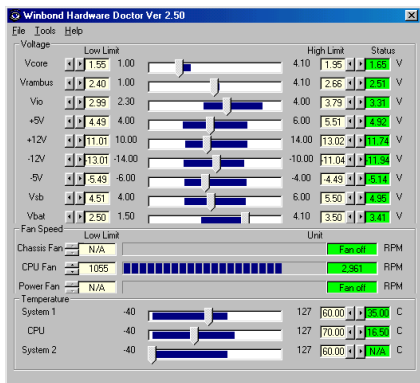 Winbond Hardware Doctor Ver 2.50
File Tools Help
Voltage
Low Limit High Limit Status
Vcore 1.55 1.00 4.10 1.95 1.65 V
Vrambus 2.40 1.00 4.10 2.66 2.51 V
Vio 2.99 2.30 4.00 3.79 3.31 V
+5V 4.49 4.00 6.00 5.51 4.92 V
+12V 11.01 10.00 14.00 13.02 11.74 V
-12V -13.01 -14.00 -10.00 -11.04 -11.94 V
-5V -5.49 -6.00 -4.00 -4.49 -5.14 V
Vsb 4.51 4.00 6.00 5.50 4.95 V
Vbat 2.50 1.50 4.10 3.50 3.41 V
Fan Speed
Low Limit Unit
Chassis Fan N/A Fan off RPM
CPU Fan 1055 2,961 RPM
Power Fan N/A Fan off RPM
Temperature
System 1 -40 127 60.00 35.00 C
CPU -40 127 70.00 16.50 C
System 2 -40 127 60.00 N/A C